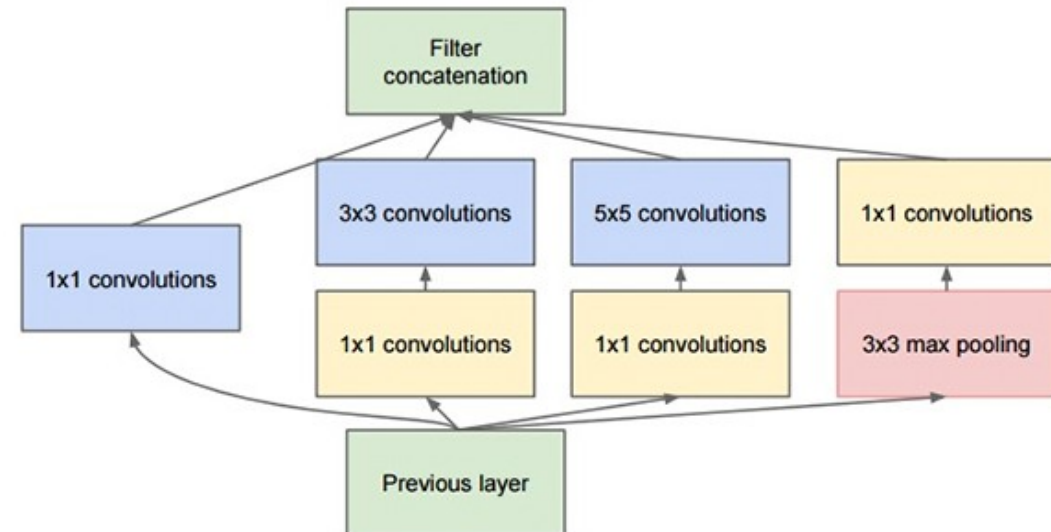 Filter
concatenation
3x3 convolutions
5x5 convolutions
1x1 convolutions
1x1 convolutions
1x1 convolutions
1x1 convolutions
3x3 max pooling
Previous layer